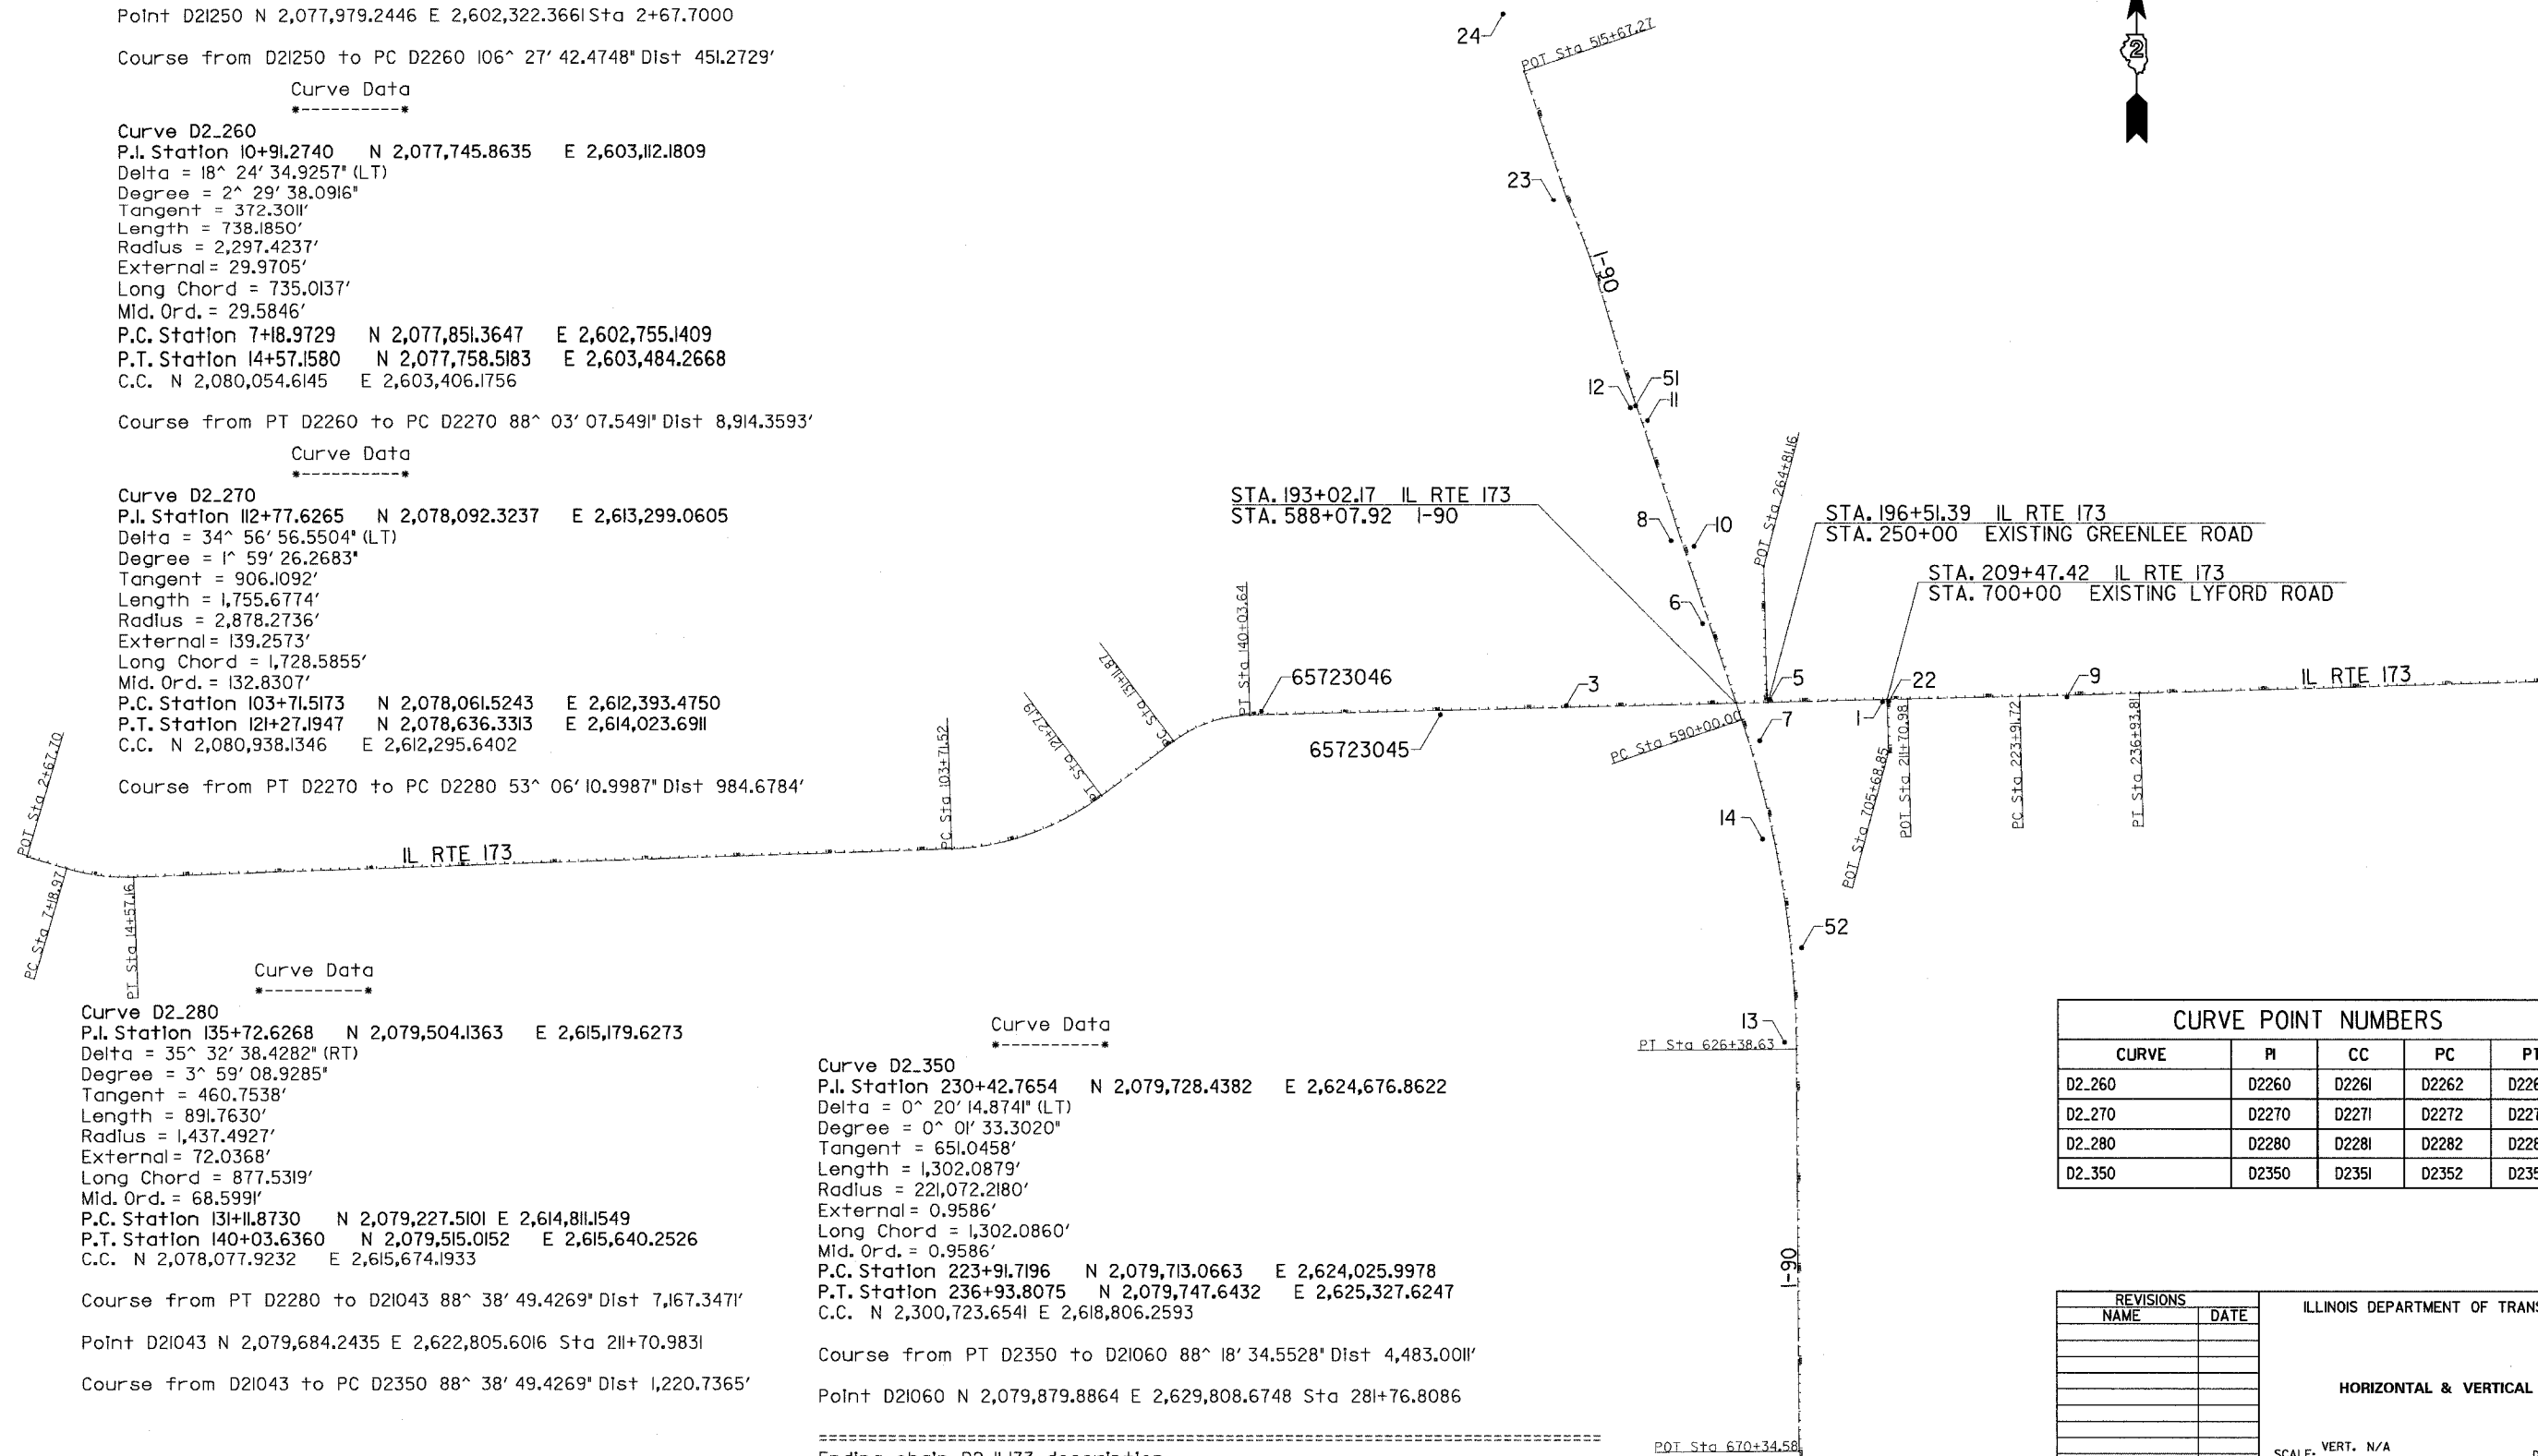 Point D21250 N 2,077,979.2446 E 2,602,322.3661 Sta 2+67.7000
Course from D21250 to PC D2260 106^ 27' 42.4748" Dist 451.2729'
Curve Data
*----------*
Curve D2_260
P.I. Station 10+91.2740 N 2,077,745.8635 E 2,603,112.1809
Delta = 18^ 24' 34.9257" (LT)
Degree = 2^ 29' 38.0916"
Tangent = 372.3011'
Length = 738.1850'
Radius = 2,297.4237'
External = 29.9705'
Long Chord = 735.0137'
Mid. Ord. = 29.5846'
P.C. Station 7+18.9729 N 2,077,851.3647 E 2,602,755.1409
P.T. Station 14+57.1580 N 2,077,758.5183 E 2,603,484.2668
C.C. N 2,080,054.6145 E 2,603,406.1756
Course from PT D2260 to PC D2270 88^ 03' 07.5491" Dist 8,914.3593'
Curve Data
*----------*
Curve D2_270
P.I. Station 112+77.6265 N 2,078,092.3237 E 2,613,299.0605
Delta = 34^ 56' 56.5504" (LT)
Degree = 1^ 59' 26.2683"
Tangent = 906.1092'
Length = 1,755.6774'
Radius = 2,878.2736'
External = 139.2573'
Long Chord = 1,728.5855'
Mid. Ord. = 132.8307'
P.C. Station 103+71.5173 N 2,078,061.5243 E 2,612,393.4750
P.T. Station 121+27.1947 N 2,078,636.3313 E 2,614,023.6911
C.C. N 2,080,938.1346 E 2,612,295.6402
Course from PT D2270 to PC D2280 53^ 06' 10.9987" Dist 984.6784'
2
24
POT Sta 515+67.27
23
I-90
12
51
11
8
10
6
STA. 193+02.17 IL RTE 173
STA. 588+07.92 I-90
POT Sta 264+81.16
STA. 196+51.39 IL RTE 173
STA. 250+00 EXISTING GREENLEE ROAD
STA. 209+47.42 IL RTE 173
STA. 700+00 EXISTING LYFORD ROAD
PT Sta 140+03.64
65723046
3
5
22
9
IL RTE 173
65723045
PC Sta 590+00.00
7
1
POT Sta 705+68.85
POT Sta 211+70.98
PC Sta 223+91.72
PT Sta 236+93.81
PC Sta 131+11.87
PT Sta 121+27.19
PC Sta 103+71.52
14
POT Sta 2+67.70
IL RTE 173
PC Sta 7+18.97
PT Sta 14+57.16
52
13
PT Sta 626+38.63
I-90
POT Sta 670+34.58
Curve Data
*----------*
Curve D2_280
P.I. Station 135+72.6268 N 2,079,504.1363 E 2,615,179.6273
Delta = 35^ 32' 38.4282" (RT)
Degree = 3^ 59' 08.9285"
Tangent = 460.7538'
Length = 891.7630'
Radius = 1,437.4927'
External = 72.0368'
Long Chord = 877.5319'
Mid. Ord. = 68.5991'
P.C. Station 131+11.8730 N 2,079,227.5101 E 2,614,811.1549
P.T. Station 140+03.6360 N 2,079,515.0152 E 2,615,640.2526
C.C. N 2,078,077.9232 E 2,615,674.1933
Course from PT D2280 to D21043 88^ 38' 49.4269" Dist 7,167.3471'
Point D21043 N 2,079,684.2435 E 2,622,805.6016 Sta 211+70.9831
Course from D21043 to PC D2350 88^ 38' 49.4269" Dist 1,220.7365'
Curve Data
*----------*
Curve D2_350
P.I. Station 230+42.7654 N 2,079,728.4382 E 2,624,676.8622
Delta = 0^ 20' 14.8741" (LT)
Degree = 0^ 01' 33.3020"
Tangent = 651.0458'
Length = 1,302.0879'
Radius = 221,072.2180'
External = 0.9586'
Long Chord = 1,302.0860'
Mid. Ord. = 0.9586'
P.C. Station 223+91.7196 N 2,079,713.0663 E 2,624,025.9978
P.T. Station 236+93.8075 N 2,079,747.6432 E 2,625,327.6247
C.C. N 2,300,723.6541 E 2,618,806.2593
Course from PT D2350 to D21060 88^ 18' 34.5528" Dist 4,483.0011'
Point D21060 N 2,079,879.8864 E 2,629,808.6748 Sta 281+76.8086
Ending chain D2_IL173 description
CURVE POINT NUMBERS
CURVE PI CC PC PT
D2_260 D2260 D2261 D2262 D226
D2_270 D2270 D2271 D2272 D227
D2_280 D2280 D2281 D2282 D228
D2_350 D2350 D2351 D2352 D235
REVISIONS
NAME DATE
ILLINOIS DEPARTMENT OF TRANS
HORIZONTAL & VERTICAL
SCALE: VERT. N/A